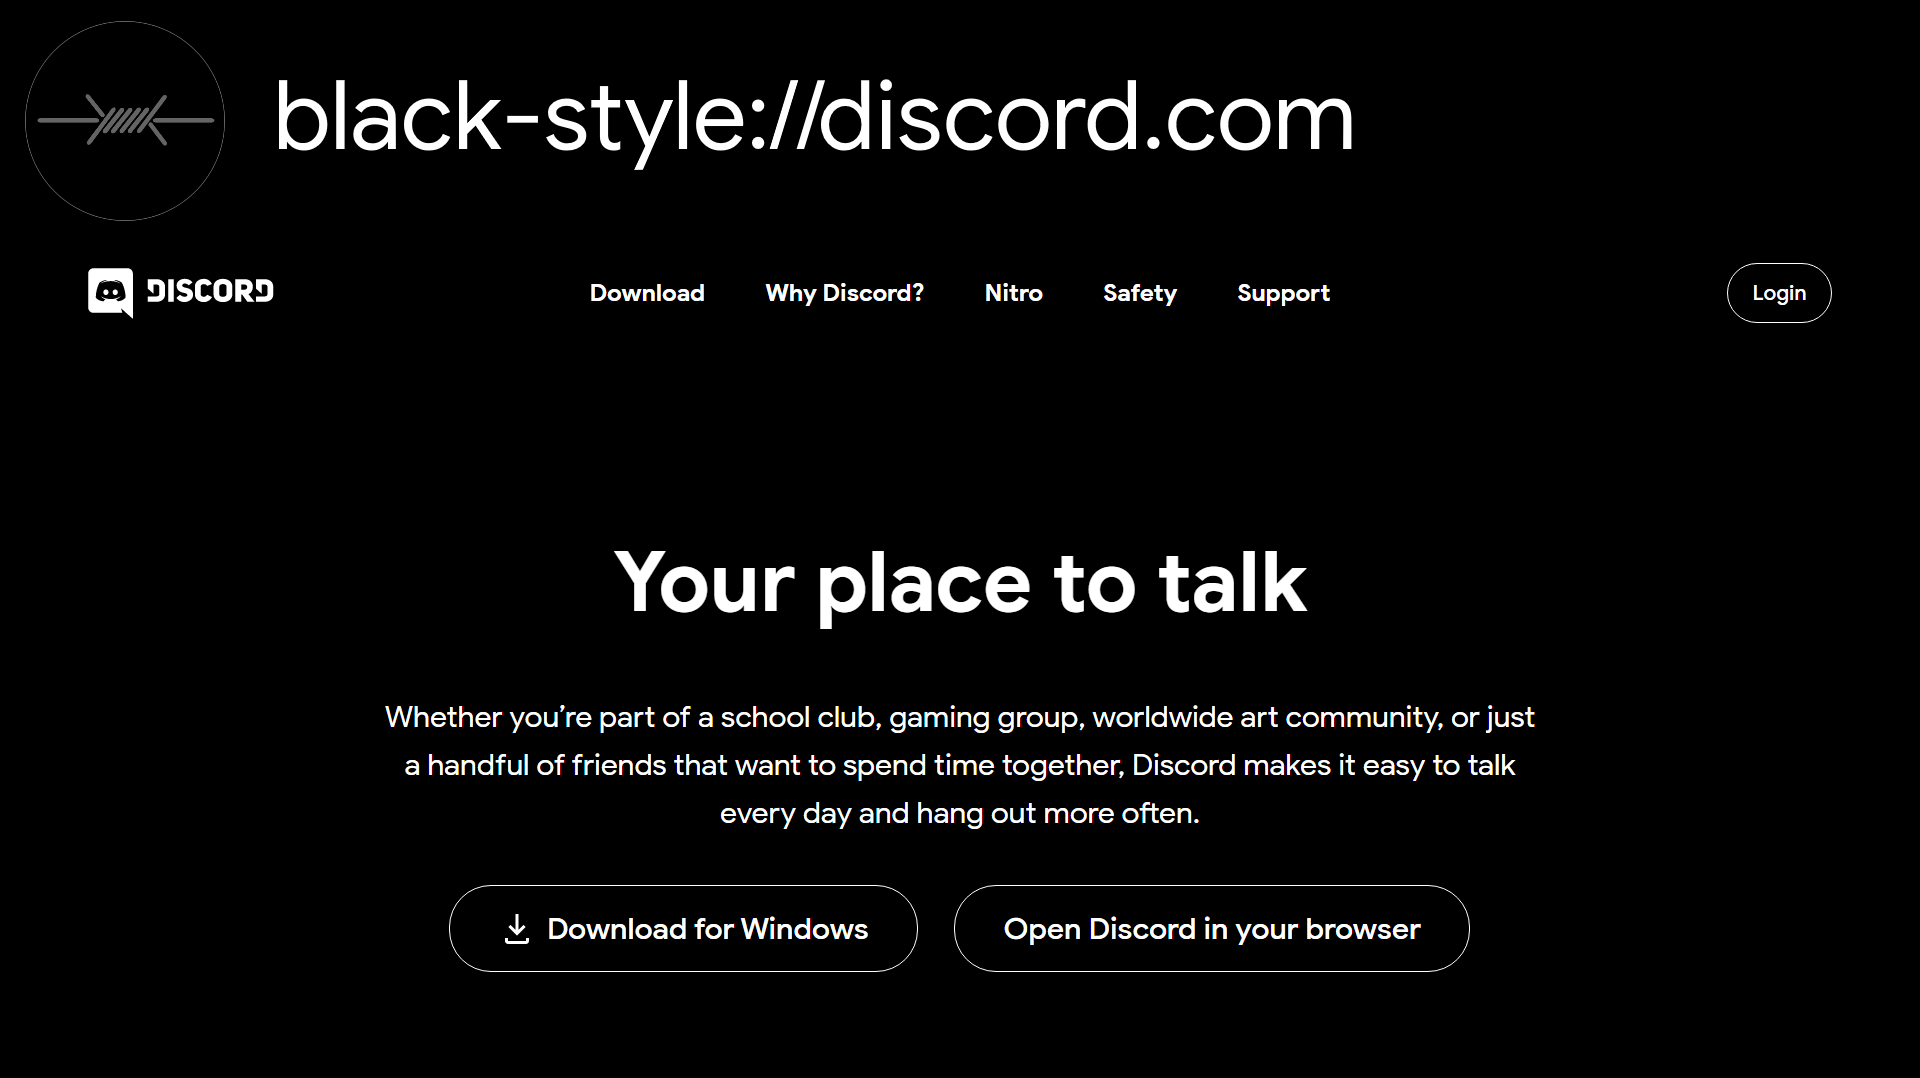 black-style://discord.com
DISCORD
Download
Why Discord?
Nitro
Safety
Support
Login
Your place to talk
Whether you’re part of a school club, gaming group, worldwide art community, or just
a handful of friends that want to spend time together, Discord makes it easy to talk
every day and hang out more often.
Download for Windows
Open Discord in your browser